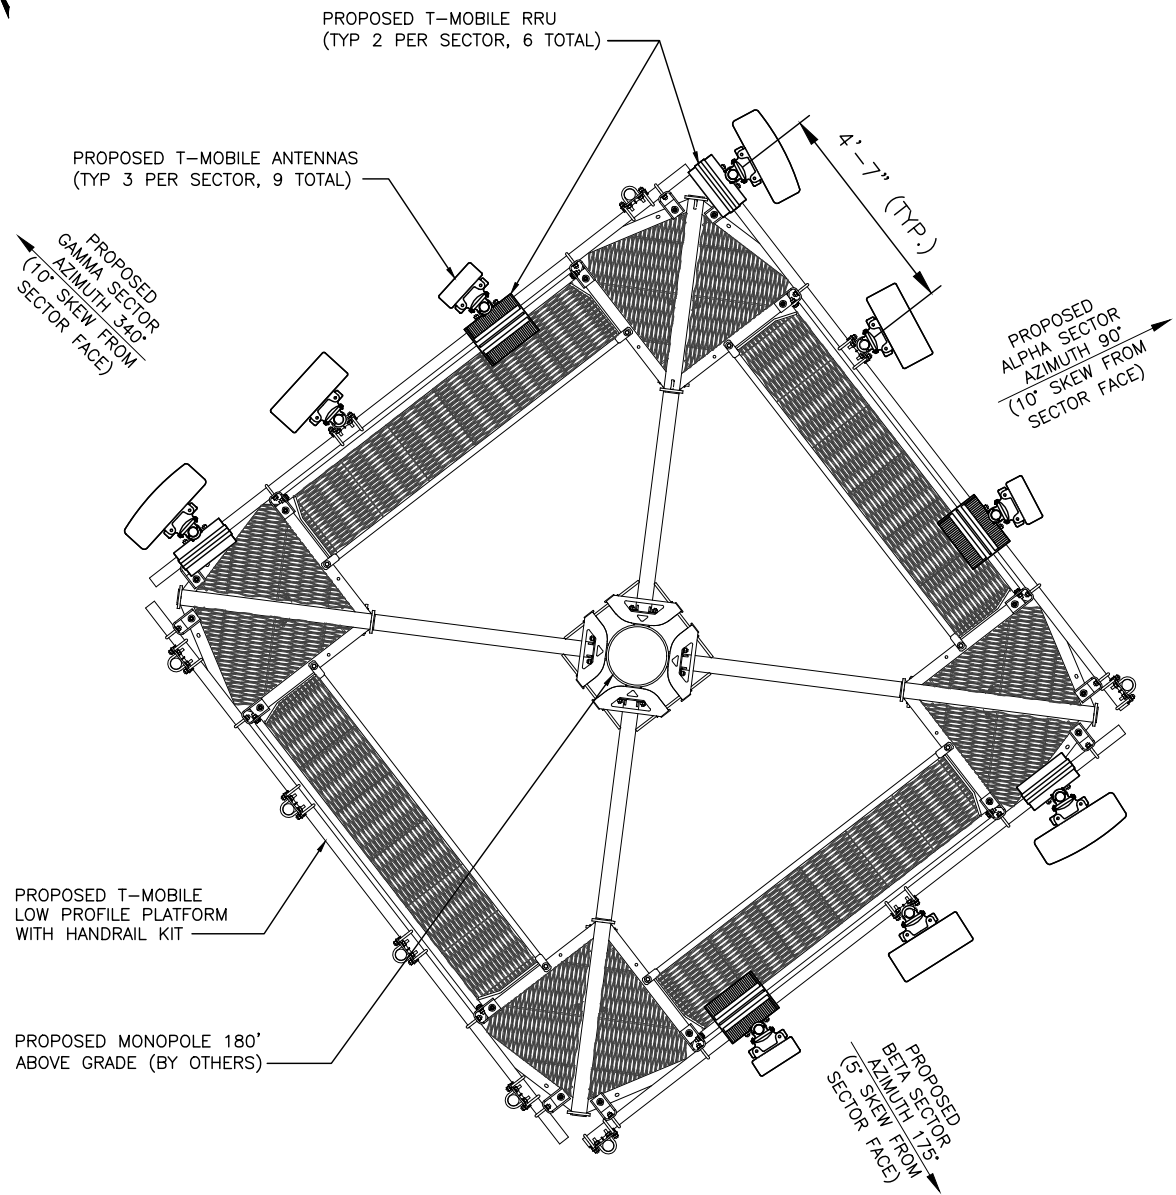 PROPOSED T-MOBILE RRU
(TYP 2 PER SECTOR, 6 TOTAL)
PROPOSED T-MOBILE ANTENNAS
(TYP 3 PER SECTOR, 9 TOTAL)
4'-7" (TYP.)
PROPOSED
GAMMA SECTOR
AZIMUTH 340°
(10° SKEW FROM
SECTOR FACE)
PROPOSED
ALPHA SECTOR
AZIMUTH 90°
(10° SKEW FROM
SECTOR FACE)
PROPOSED T-MOBILE
LOW PROFILE PLATFORM
WITH HANDRAIL KIT
PROPOSED MONOPOLE 180'
ABOVE GRADE (BY OTHERS)
PROPOSED
BETA SECTOR
AZIMUTH 175°
(5° SKEW FROM
SECTOR FACE)